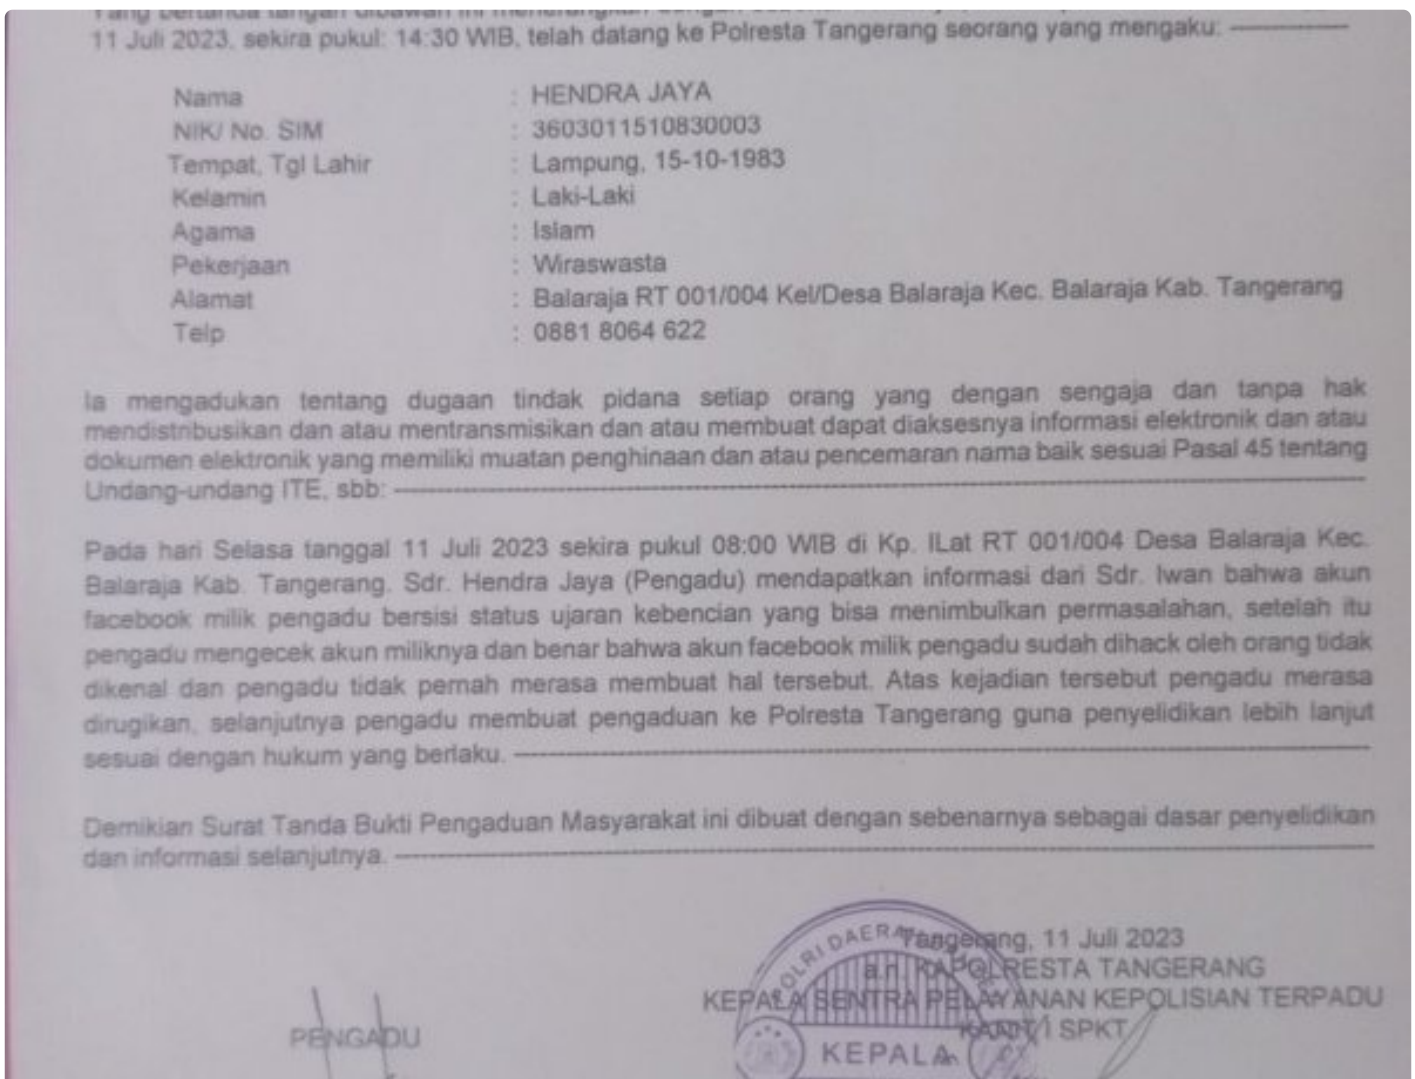 Yang bertanda tangan dibawah ini menerangkan dengan
11 Juli 2023, sekira pukul: 14:30 WIB, telah datang ke Polresta Tangerang seorang yang mengaku:
Nama : HENDRA JAYA
NIK/ No. SIM : 3603011510830003
Tempat, Tgl Lahir : Lampung, 15-10-1983
Kelamin : Laki-Laki
Agama : Islam
Pekerjaan : Wiraswasta
Alamat : Balaraja RT 001/004 Kel/Desa Balaraja Kec. Balaraja Kab. Tangerang
Telp : 0881 8064 622
Ia mengadukan tentang dugaan tindak pidana setiap orang yang dengan sengaja dan tanpa hak
mendistribusikan dan atau mentransmisikan dan atau membuat dapat diaksesnya informasi elektronik dan atau
dokumen elektronik yang memiliki muatan penghinaan dan atau pencemaran nama baik sesuai Pasal 45 tentang
Undang-undang ITE, sbb:
Pada hari Selasa tanggal 11 Juli 2023 sekira pukul 08:00 WIB di Kp. ILat RT 001/004 Desa Balaraja Kec.
Balaraja Kab. Tangerang. Sdr. Hendra Jaya (Pengadu) mendapatkan informasi dari Sdr. Iwan bahwa akun
facebook milik pengadu bersisi status ujaran kebencian yang bisa menimbulkan permasalahan, setelah itu
pengadu mengecek akun miliknya dan benar bahwa akun facebook milik pengadu sudah dihack oleh orang tidak
dikenal dan pengadu tidak pernah merasa membuat hal tersebut. Atas kejadian tersebut pengadu merasa
dirugikan, selanjutnya pengadu membuat pengaduan ke Polresta Tangerang guna penyelidikan lebih lanjut
sesuai dengan hukum yang berlaku.
Demikian Surat Tanda Bukti Pengaduan Masyarakat ini dibuat dengan sebenarnya sebagai dasar penyelidikan
dan informasi selanjutnya.
Tangerang, 11 Juli 2023
a.n. KAPOLRESTA TANGERANG
KEPALA SENTRA PELAYANAN KEPOLISIAN TERPADU
KANIT I SPKT
PENGADU
POLRI DAERAH
KEPALA